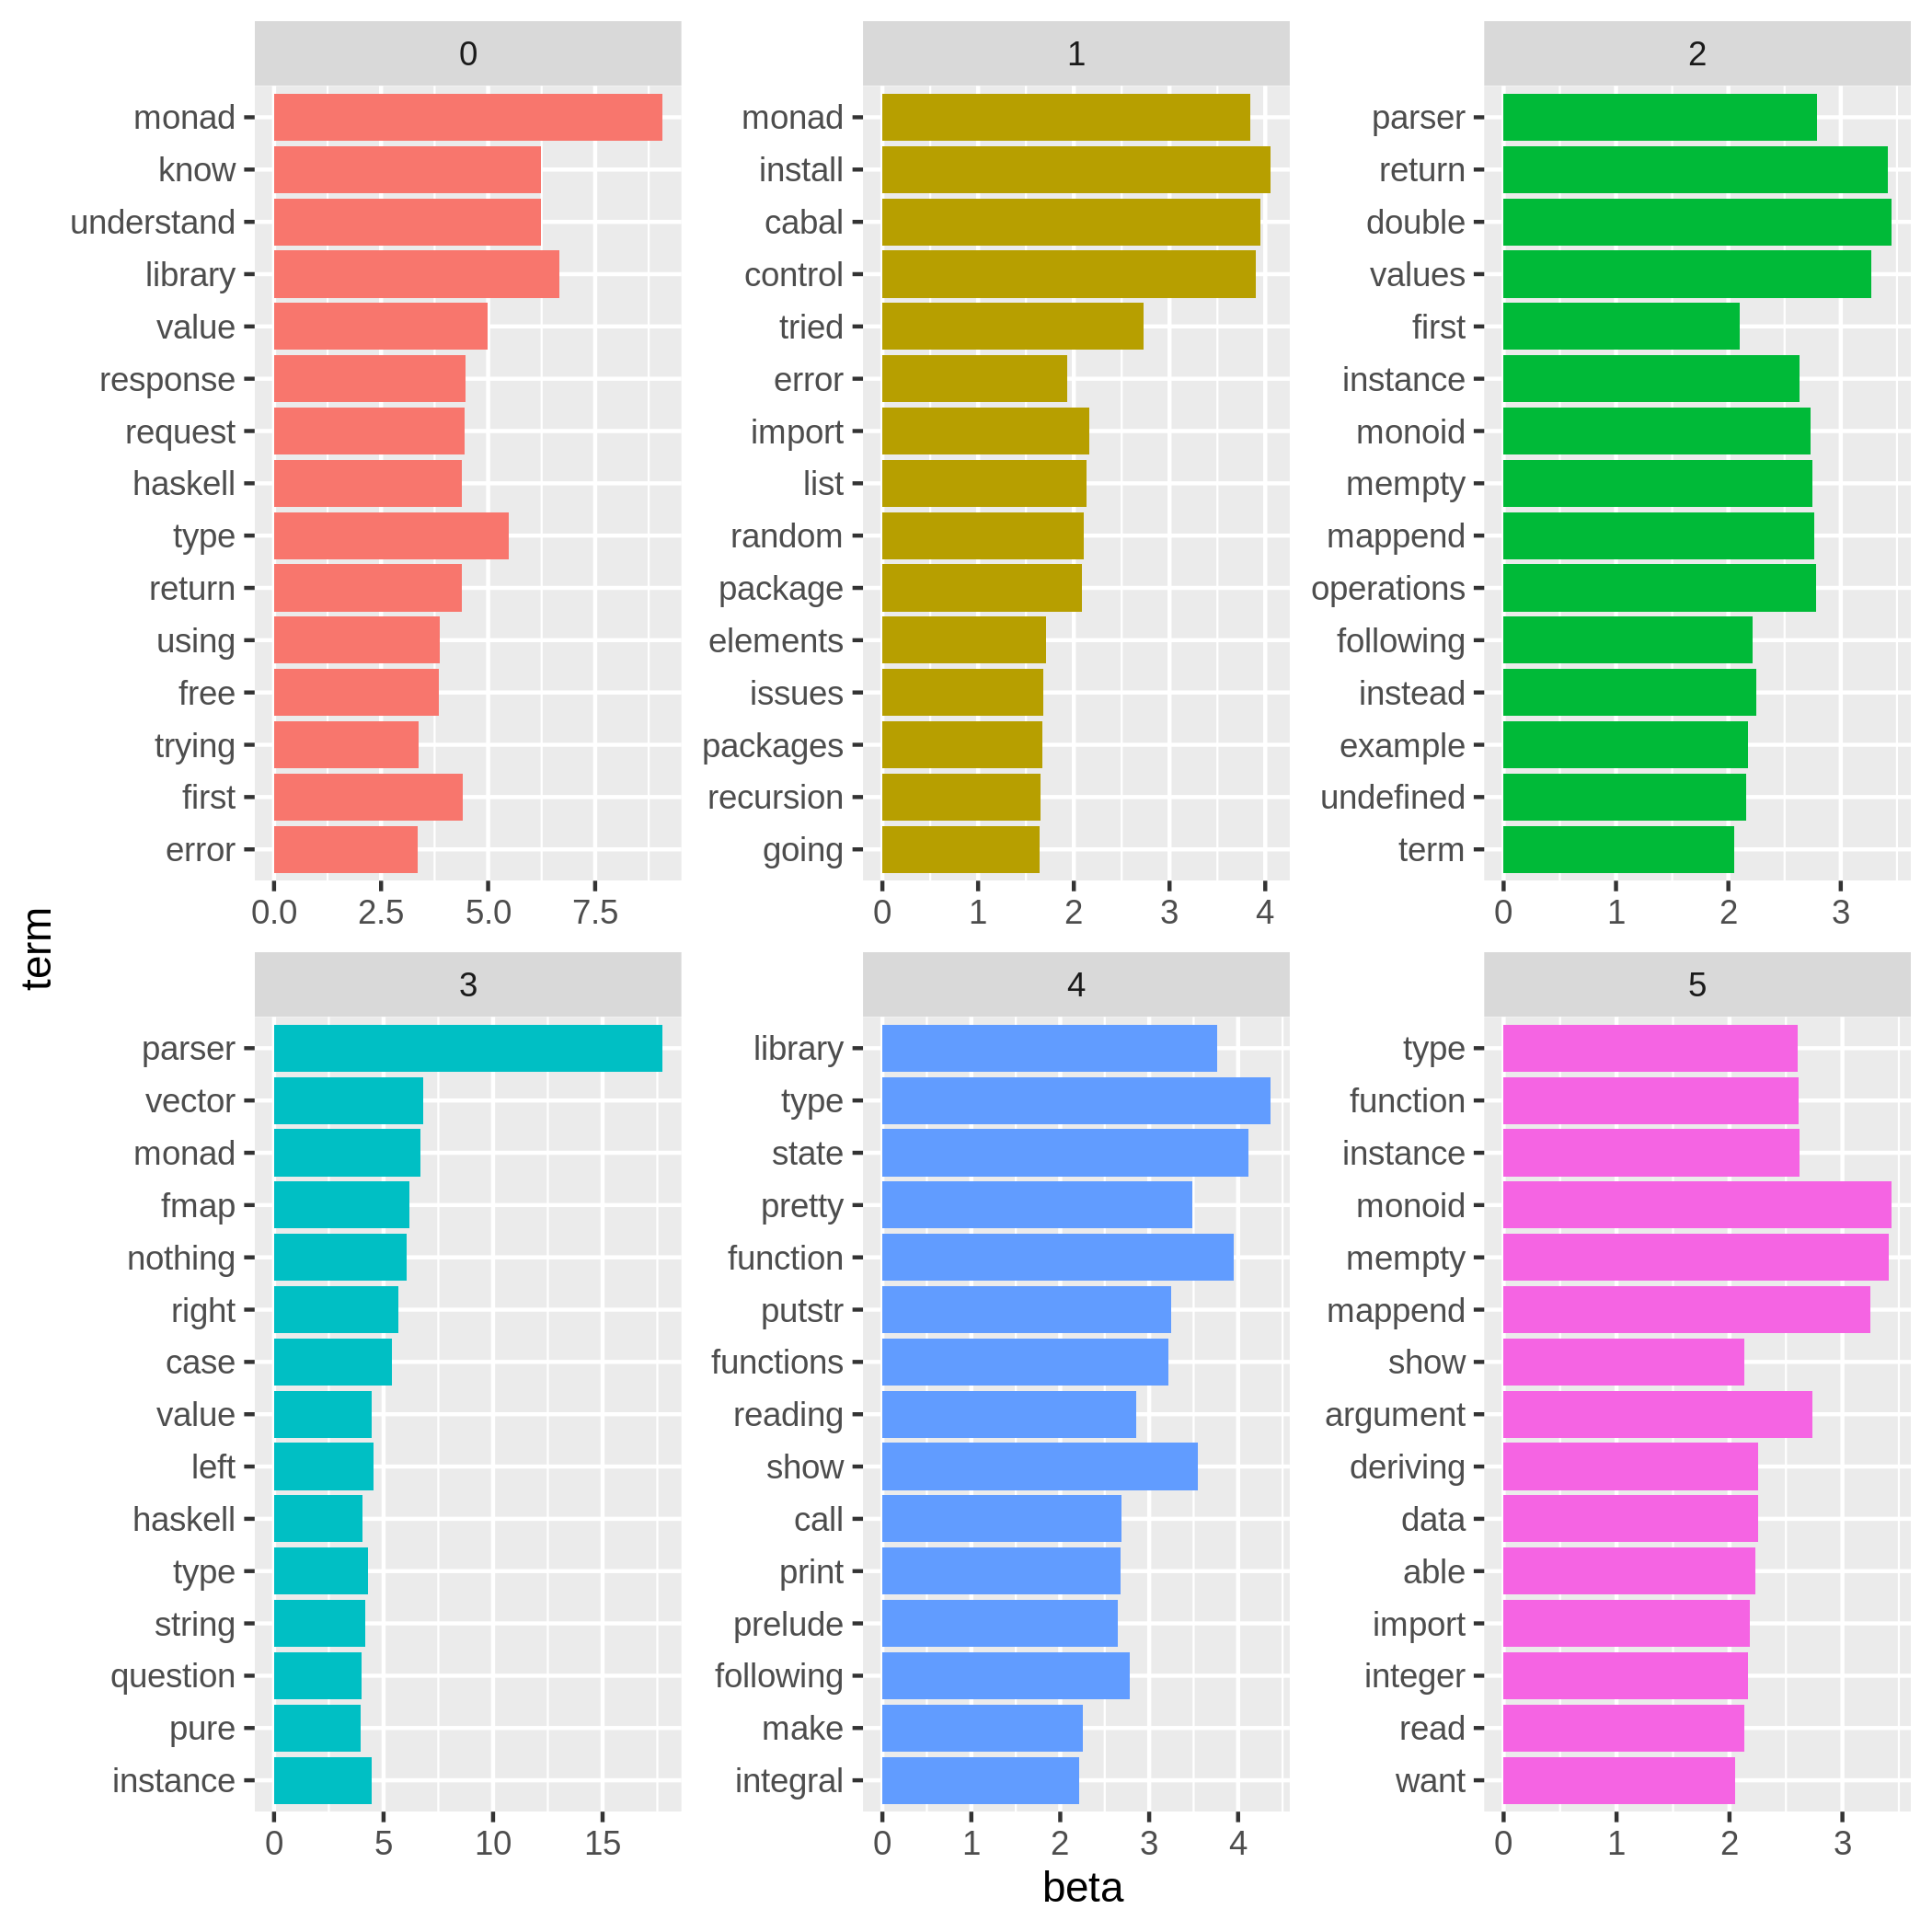 0
monad
know
understand
library
value
response
request
haskell
type
return
using
free
trying
first
error
0.0 2.5 5.0 7.5
1
monad
install
cabal
control
tried
error
import
list
random
package
elements
issues
packages
recursion
going
0 1 2 3 4
2
parser
return
double
values
first
instance
monoid
mempty
mappend
operations
following
instead
example
undefined
term
0 1 2 3
term
3
parser
vector
monad
fmap
nothing
right
case
value
left
haskell
type
string
question
pure
instance
0 5 10 15
4
library
type
state
pretty
function
putstr
functions
reading
show
call
print
prelude
following
make
integral
0 1 2 3 4
5
type
function
instance
monoid
mempty
mappend
show
argument
deriving
data
able
import
integer
read
want
0 1 2 3
beta